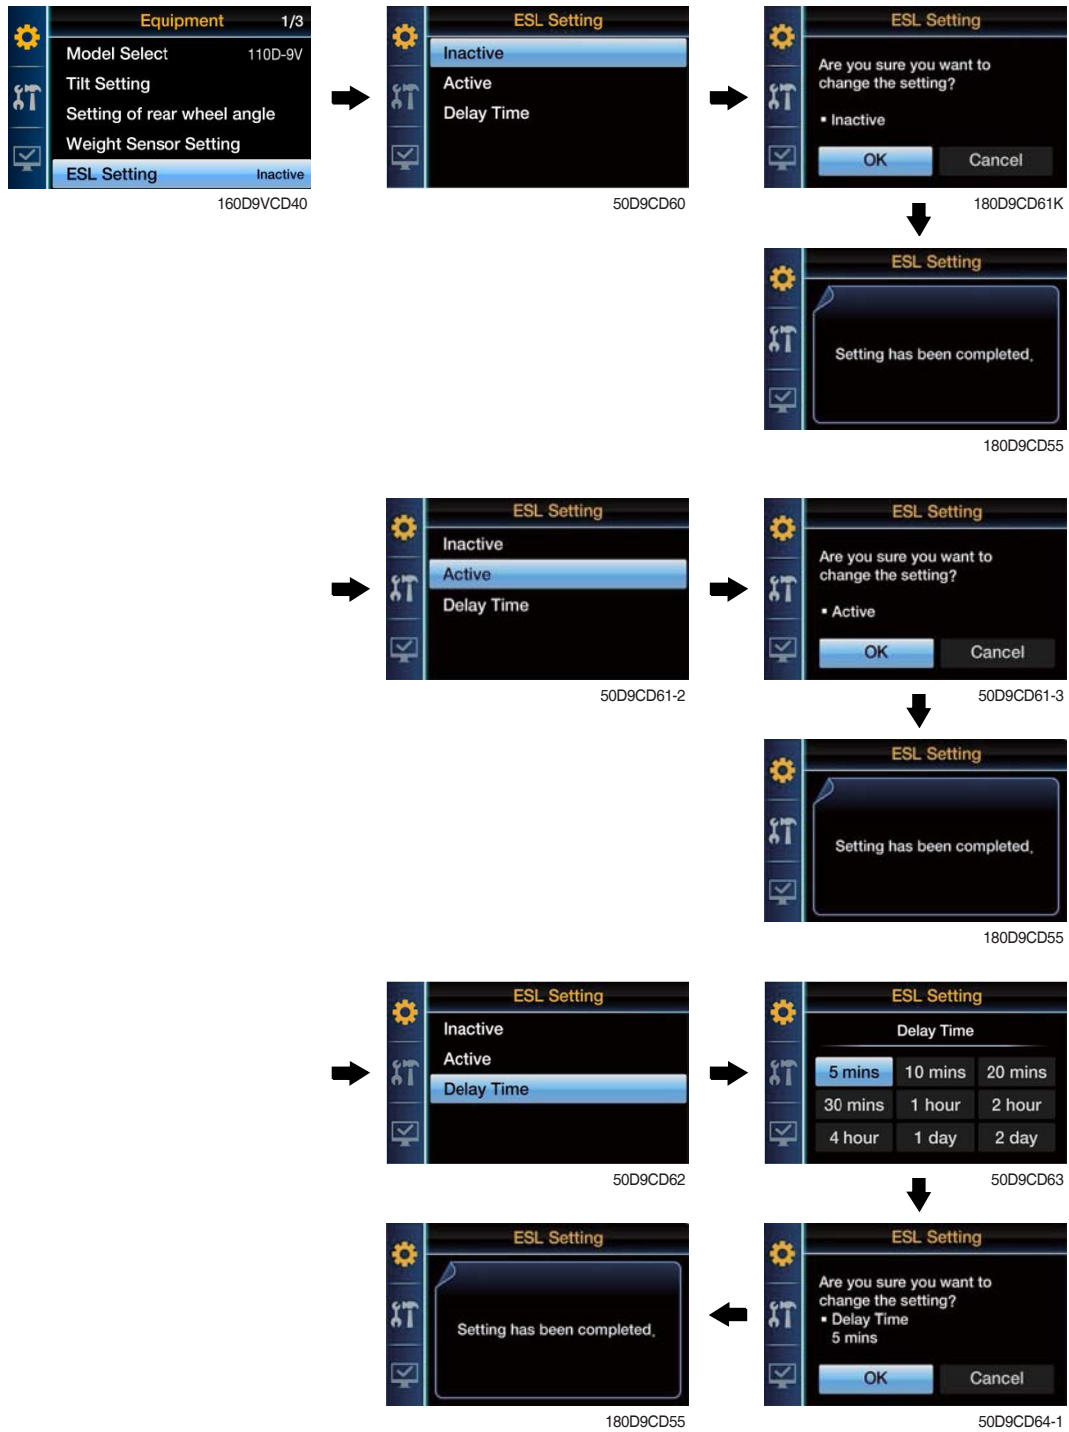 Equipment 1/3
Model Select 110D-9V
Tilt Setting
Setting of rear wheel angle
Weight Sensor Setting
ESL Setting Inactive
160D9VCD40
ESL Setting
Inactive
Active
Delay Time
50D9CD60
ESL Setting
Are you sure you want to
change the setting?
▪ Inactive
OK Cancel
180D9CD61K
ESL Setting
Setting has been completed.
180D9CD55
ESL Setting
Inactive
Active
Delay Time
50D9CD61-2
ESL Setting
Are you sure you want to
change the setting?
▪ Active
OK Cancel
50D9CD61-3
ESL Setting
Setting has been completed.
180D9CD55
ESL Setting
Inactive
Active
Delay Time
50D9CD62
ESL Setting
Delay Time
5 mins 10 mins 20 mins
30 mins 1 hour 2 hour
4 hour 1 day 2 day
50D9CD63
ESL Setting
Are you sure you want to
change the setting?
▪ Delay Time
5 mins
OK Cancel
50D9CD64-1
ESL Setting
Setting has been completed.
180D9CD55